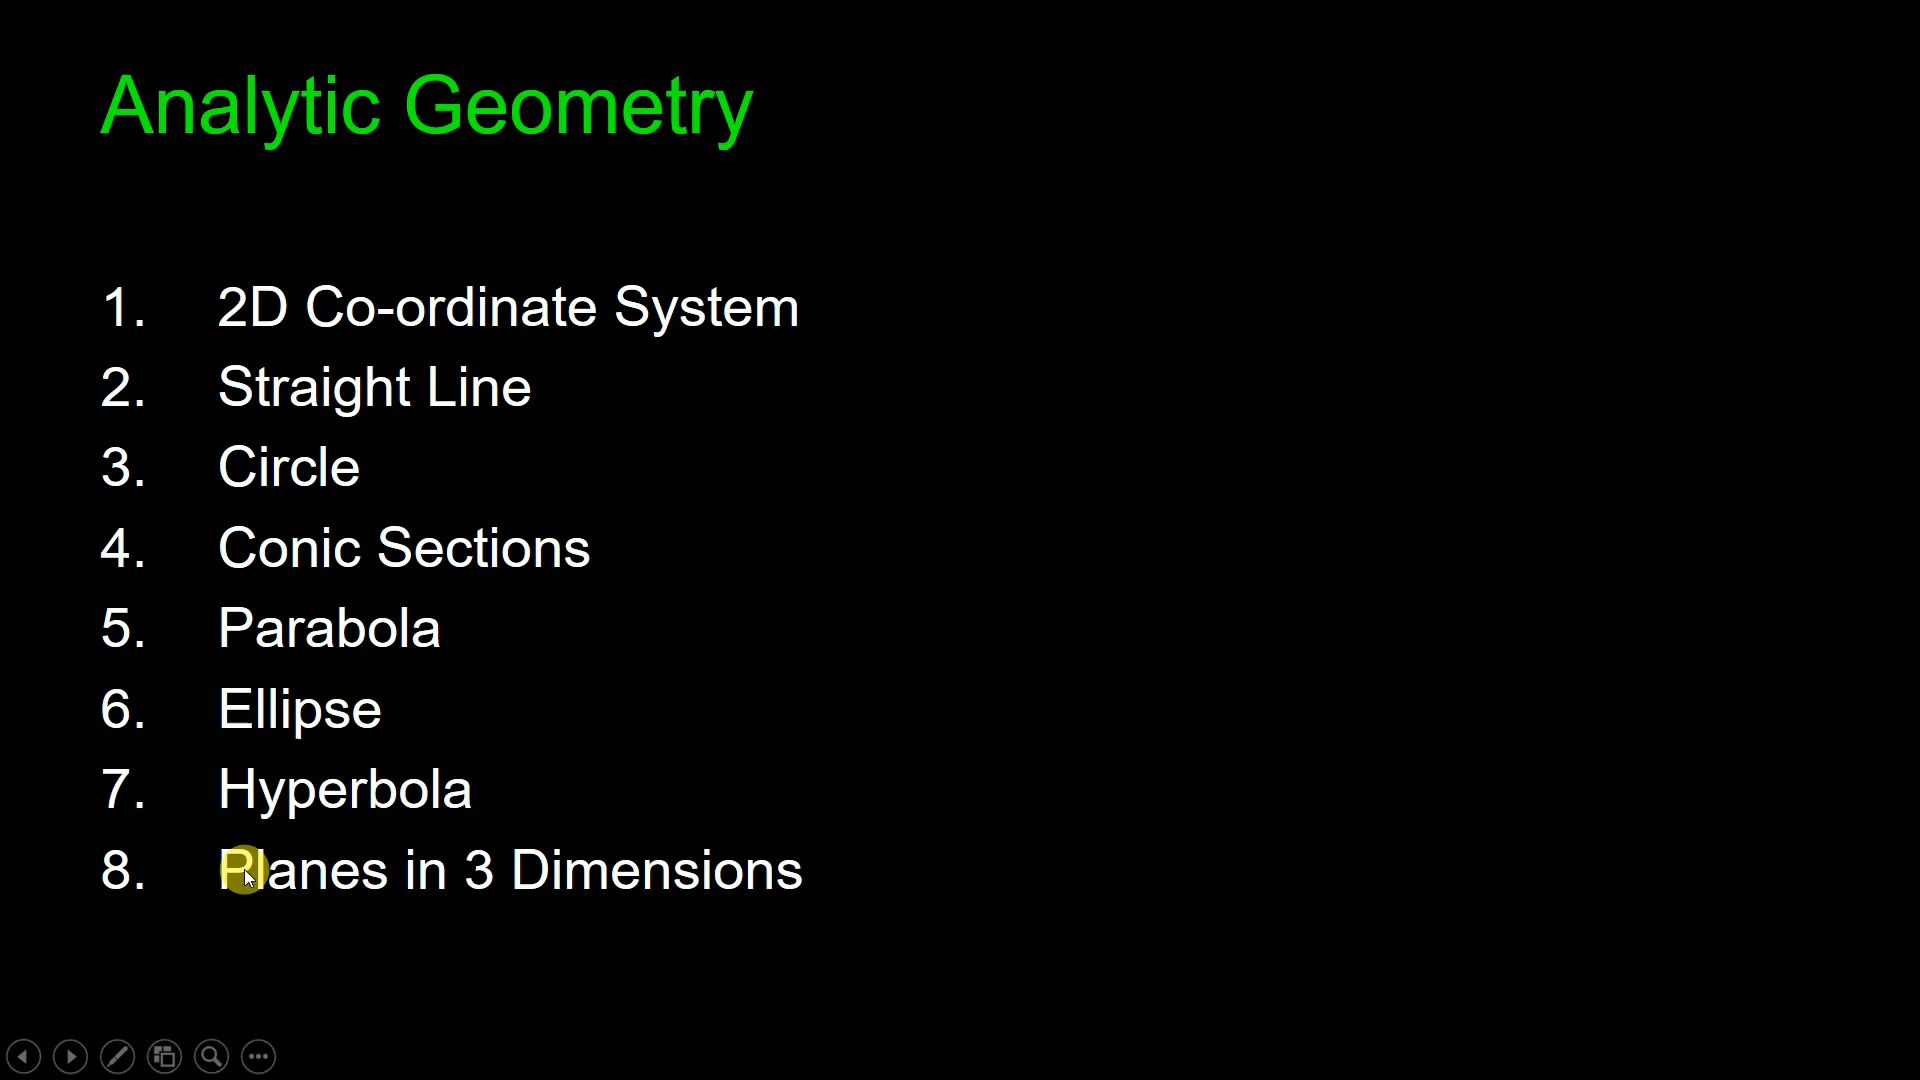 Analytic Geometry
1. 2D Co-ordinate System
2. Straight Line
3. Circle
4. Conic Sections
5. Parabola
6. Ellipse
7. Hyperbola
8. Planes in 3 Dimensions